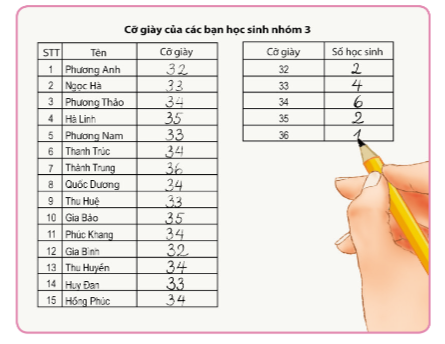 Cỡ giày của các bạn học sinh nhóm 3
STT Tên Cỡ giày
1 Phương Anh 32
2 Ngọc Hà 33
3 Phương Thảo 34
4 Hà Linh 35
5 Phương Nam 33
6 Thanh Trúc 34
7 Thành Trung 36
8 Quốc Dương 34
9 Thu Huệ 33
10 Gia Bảo 35
11 Phúc Khang 34
12 Gia Bình 32
13 Thu Huyền 34
14 Huy Đan 33
15 Hồng Phúc 34
Cỡ giày Số học sinh
32 2
33 4
34 6
35 2
36 1